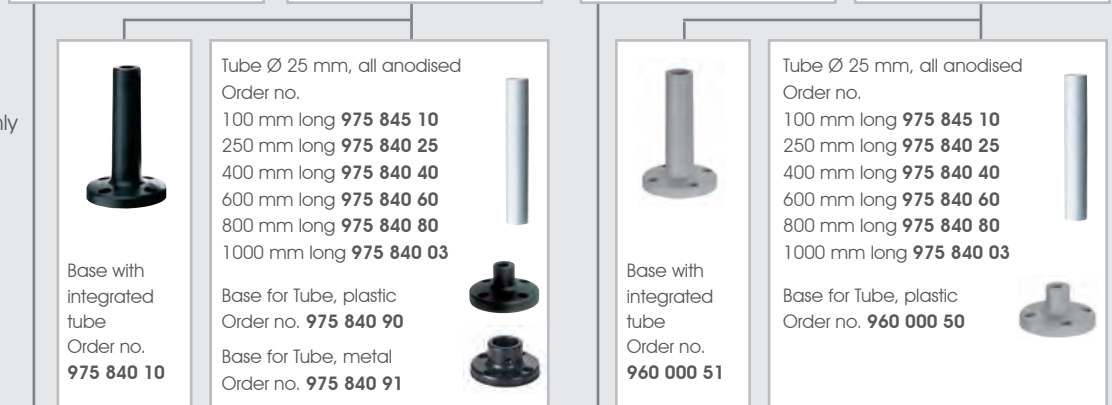 Base with
integrated
tube
Order no.
975 840 10
Tube Ø 25 mm, all anodised
Order no.
100 mm long 975 845 10
250 mm long 975 840 25
400 mm long 975 840 40
600 mm long 975 840 60
800 mm long 975 840 80
1000 mm long 975 840 03
Base for Tube, plastic
Order no. 975 840 90
Base for Tube, metal
Order no. 975 840 91
Base with
integrated
tube
Order no.
960 000 51
Tube Ø 25 mm, all anodised
Order no.
100 mm long 975 845 10
250 mm long 975 840 25
400 mm long 975 840 40
600 mm long 975 840 60
800 mm long 975 840 80
1000 mm long 975 840 03
Base for Tube, plastic
Order no. 960 000 50